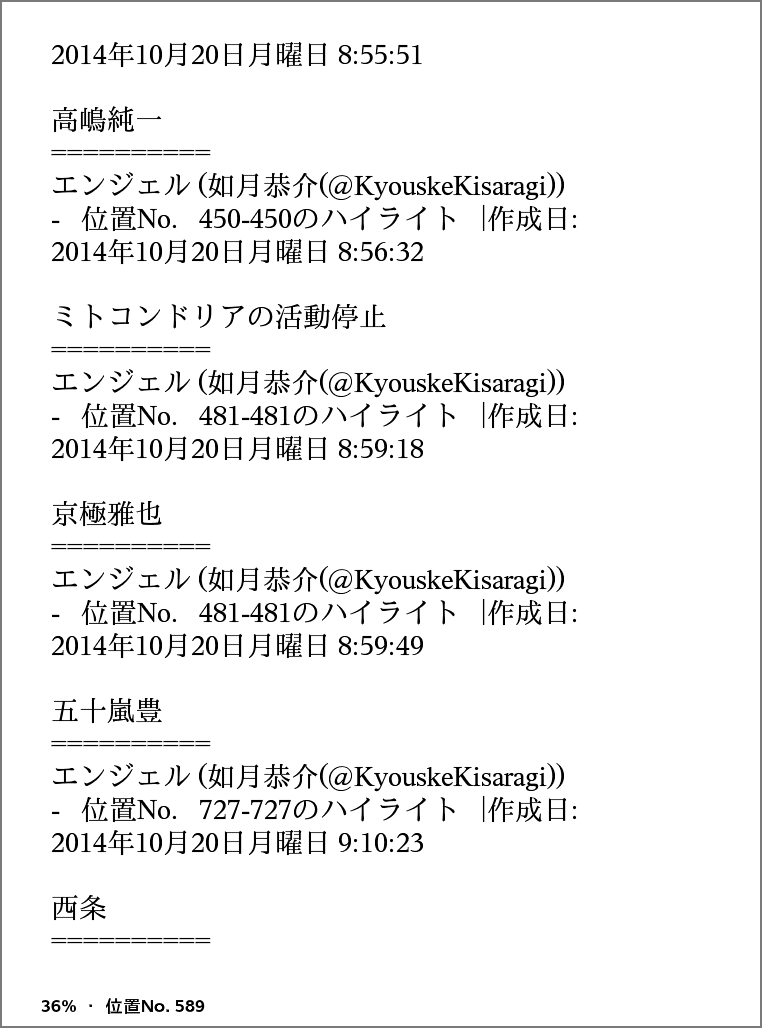 2014年10月20日月曜日 8:55:51
高嶋純一
==========
エンジェル (如月恭介(@KyouskeKisaragi))
- 位置No. 450-450のハイライト |作成日:
2014年10月20日月曜日 8:56:32
ミトコンドリアの活動停止
==========
エンジェル (如月恭介(@KyouskeKisaragi))
- 位置No. 481-481のハイライト |作成日:
2014年10月20日月曜日 8:59:18
京極雅也
==========
エンジェル (如月恭介(@KyouskeKisaragi))
- 位置No. 481-481のハイライト |作成日:
2014年10月20日月曜日 8:59:49
五十嵐豊
==========
エンジェル (如月恭介(@KyouskeKisaragi))
- 位置No. 727-727のハイライト |作成日:
2014年10月20日月曜日 9:10:23
西条
==========
36% · 位置No. 589